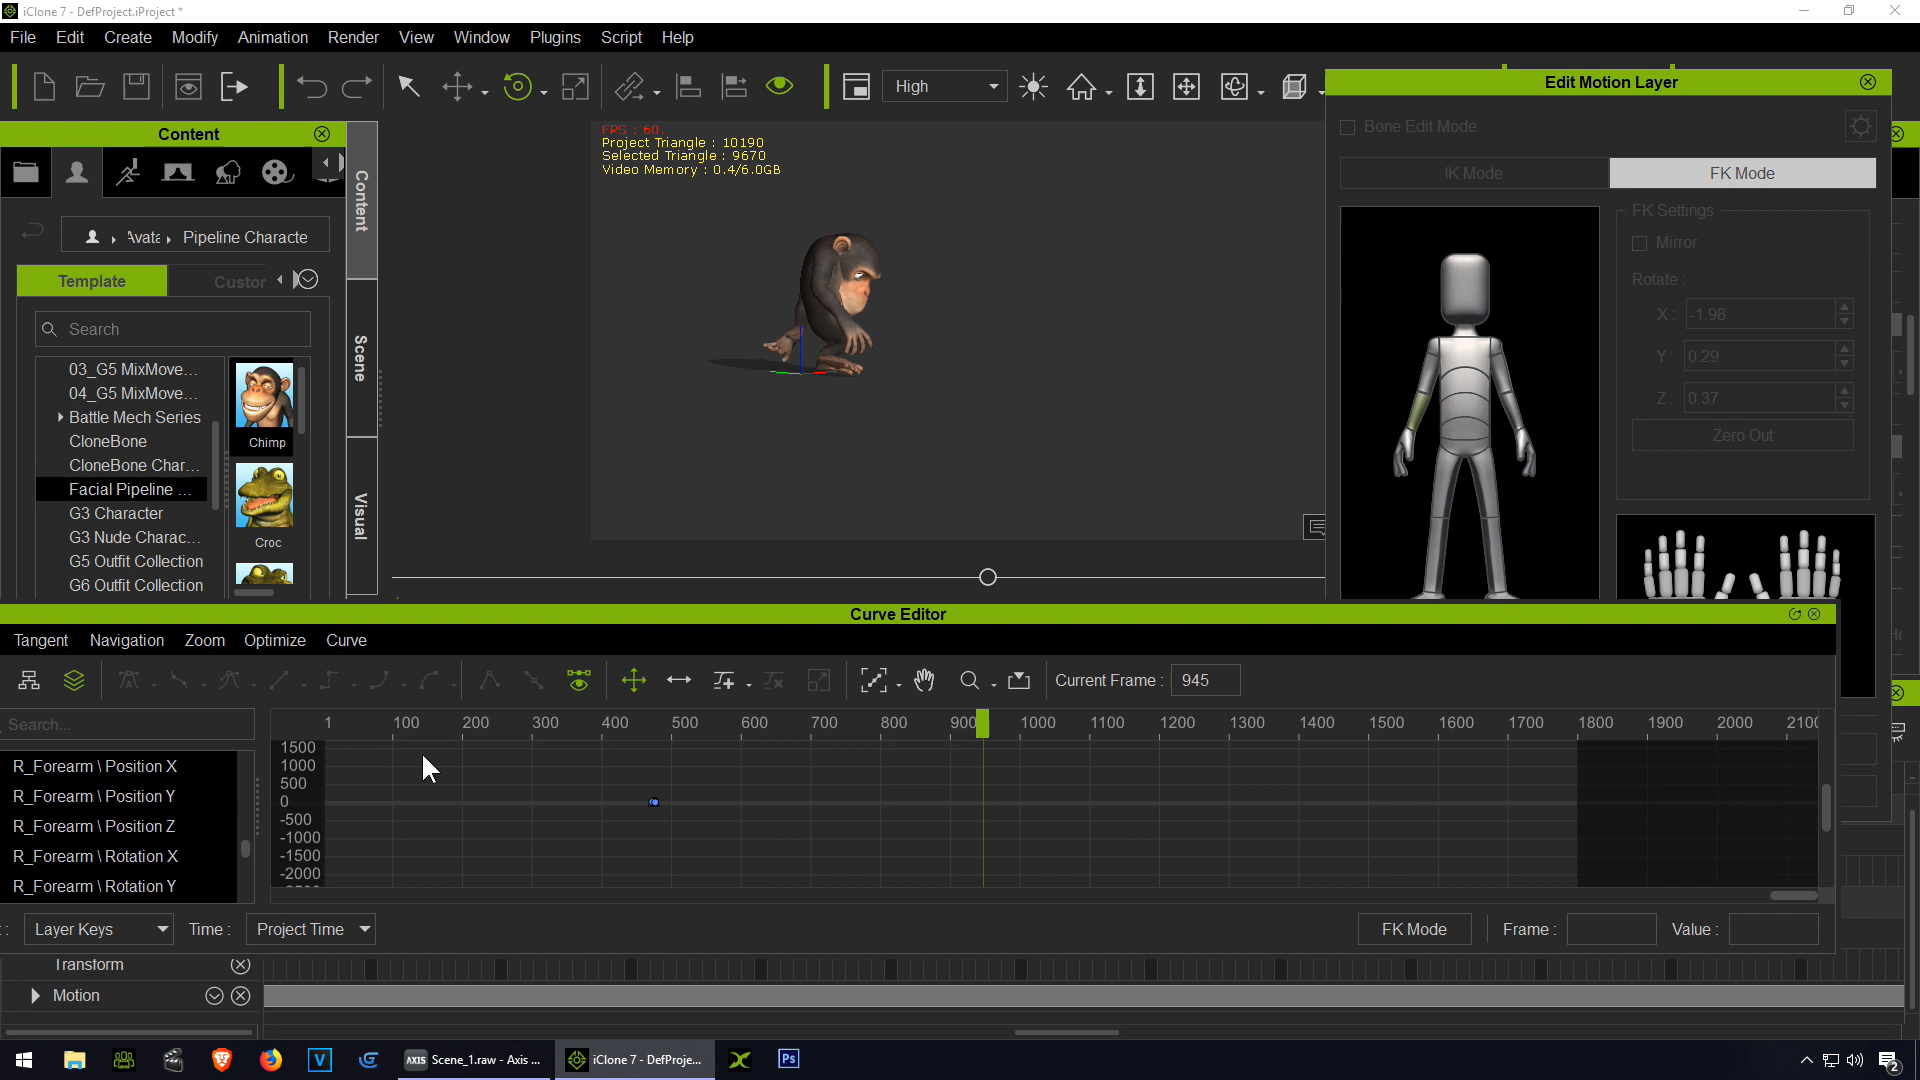 iClone 7 - DefProject.iProject *
File Edit Create Modify Animation Render View Window Plugins Script Help
High
Edit Motion Layer
Content
Bone Edit Mode
FPS : 60.
Project Triangle : 10190
Selected Triangle : 9670
Video Memory : 0.4/6.0GB
IK Mode FK Mode
Content
Scene
Visual
Avata Pipeline Characte
FK Settings
Mirror
Template Custor
Rotate :
X : -1.98
Y : 0.29
Z : 0.37
Zero Out
Search
03_G5 MixMove...
04_G5 MixMove...
Battle Mech Series
CloneBone
CloneBone Char...
Facial Pipeline ...
G3 Character
G3 Nude Charac...
G5 Outfit Collection
G6 Outfit Collection
Chimp
Croc
Curve Editor
Tangent Navigation Zoom Optimize Curve
Current Frame : 945
Search...
1 100 200 300 400 500 600 700 800 900 1000 1100 1200 1300 1400 1500 1600 1700 1800 1900 2000 2100
1500
1000
500
0
-500
-1000
-1500
-2000
R_Forearm \ Position X
R_Forearm \ Position Y
R_Forearm \ Position Z
R_Forearm \ Rotation X
R_Forearm \ Rotation Y
: Layer Keys Time : Project Time FK Mode Frame : Value :
Transform
Motion
AXIS Scene_1.raw - Axis ... iClone 7 - DefProje... Ps 2